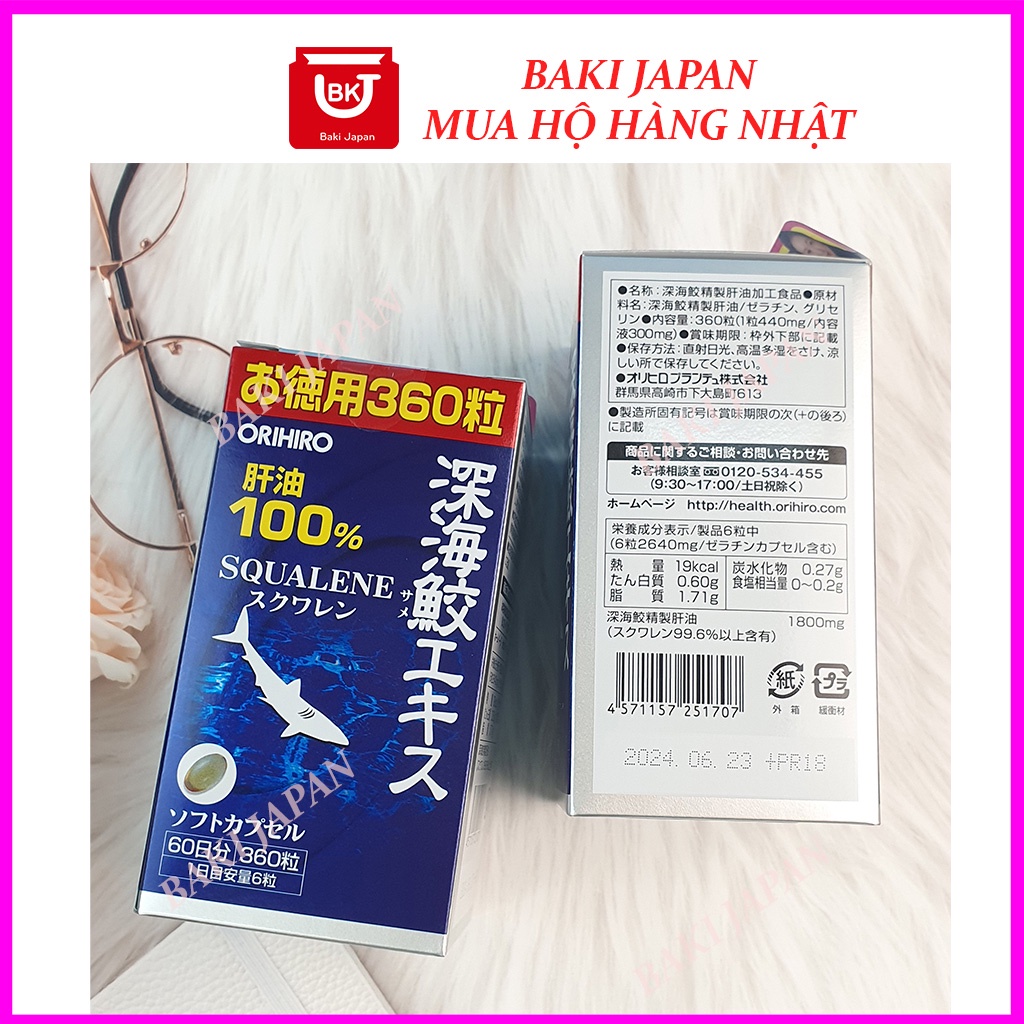 BKJ
Baki Japan
BAKI JAPAN
MUA HỘ HÀNG NHẬT
お徳用360粒
ORIHIRO
肝油
100%
SQUALENE
スクワレン
深海鮫エキス
サメ
ソフトカプセル
60日分 360粒
1日目安量6粒
●名称：深海鮫精製肝油加工食品●原材
料名：深海鮫精製肝油/ゼラチン、グリセ
リン●内容量：360粒(1粒440mg/内容
液300mg)●賞味期限：枠外下部に記載
●保存方法：直射日光、高温多湿をさけ、涼
しい所で保存してください。
●オリヒロプランデュ株式会社
群馬県高崎市下大島町613
●製造所固有記号は賞味期限の次(+の後ろ)
に記載
商品に関するご相談・お問い合わせ先
お客様相談室 0120-534-455
(9:30～17:00/土日祝除く)
ホームページ http://health.orihiro.com
栄養成分表示/製品6粒中
(6粒2640mg/ゼラチンカプセル含む)
熱量 19kcal 炭水化物 0.27g
たん白質 0.60g 食塩相当量 0～0.2g
脂質 1.71g
深海鮫精製肝油 1800mg
(スクワレン99.6%以上含有)
紙 プラ
外箱 緩衝材
4 571157 251707
2024. 06. 23 +PR18
BAKI JAPAN
BAKI JAPAN
BAKI JAPAN
BAKI JAPAN